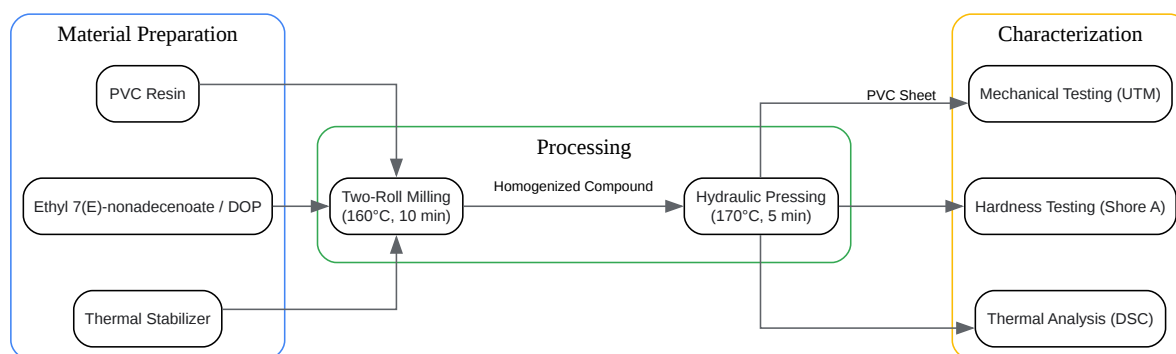 Material Preparation
PVC Resin
Ethyl 7(E)-nonadecenoate / DOP
Thermal Stabilizer
Processing
Two-Roll Milling
(160°C, 10 min)
Homogenized Compound
Hydraulic Pressing
(170°C, 5 min)
PVC Sheet
Characterization
Mechanical Testing (UTM)
Hardness Testing (Shore A)
Thermal Analysis (DSC)